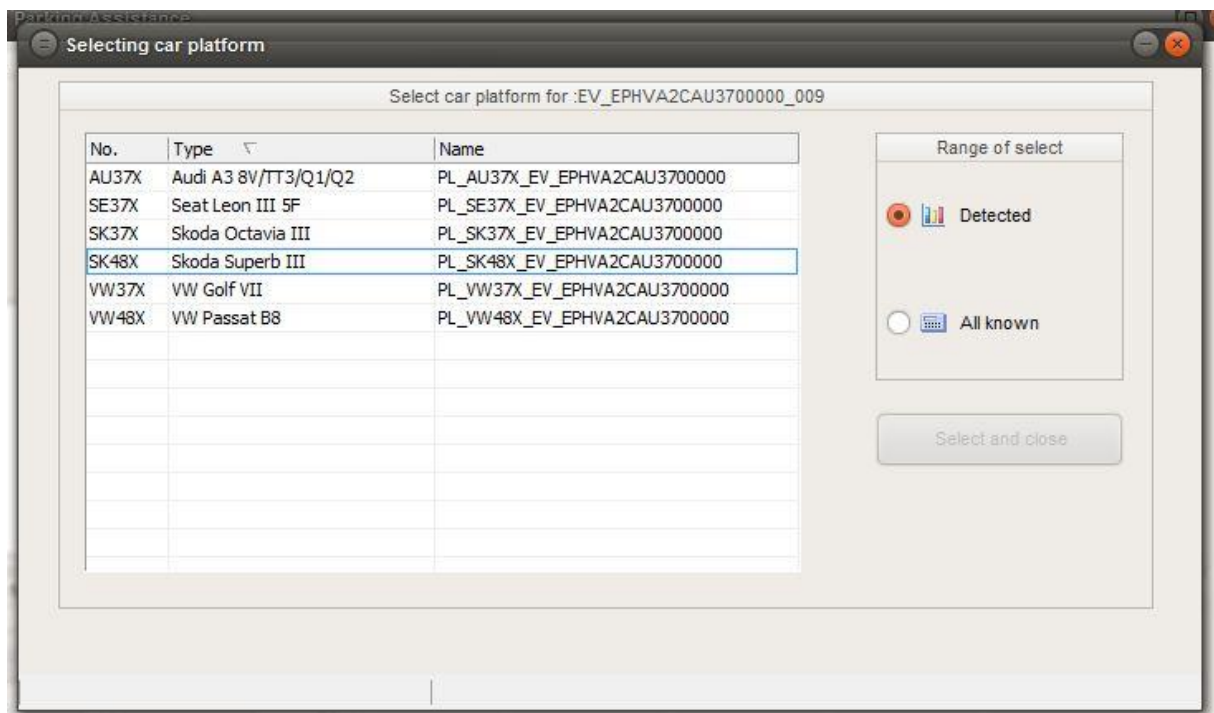 Parking Assistance
Selecting car platform
Select car platform for :EV_EPHVA2CAU3700000_009
No. Type Name
AU37X Audi A3 8V/TT3/Q1/Q2 PL_AU37X_EV_EPHVA2CAU3700000
SE37X Seat Leon III 5F PL_SE37X_EV_EPHVA2CAU3700000
SK37X Skoda Octavia III PL_SK37X_EV_EPHVA2CAU3700000
SK48X Skoda Superb III PL_SK48X_EV_EPHVA2CAU3700000
VW37X VW Golf VII PL_VW37X_EV_EPHVA2CAU3700000
VW48X VW Passat B8 PL_VW48X_EV_EPHVA2CAU3700000
Range of select
Detected
All known
Select and close